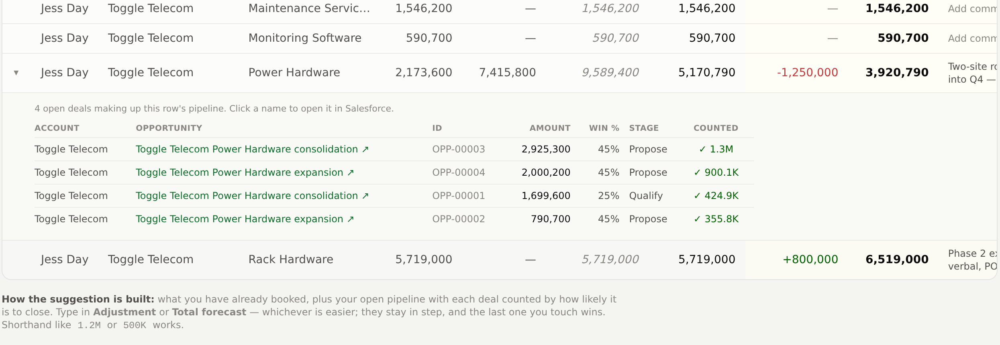 Jess Day Toggle Telecom Maintenance Servic... 1,546,200 — 1,546,200 1,546,200 — 1,546,200 Add comm
Jess Day Toggle Telecom Monitoring Software 590,700 — 590,700 590,700 — 590,700 Add comm
▼ Jess Day Toggle Telecom Power Hardware 2,173,600 7,415,800 9,589,400 5,170,790 -1,250,000 3,920,790 Two-site ro
into Q4 —
4 open deals making up this row's pipeline. Click a name to open it in Salesforce.
ACCOUNT OPPORTUNITY ID AMOUNT WIN % STAGE COUNTED
Toggle Telecom Toggle Telecom Power Hardware consolidation ↗ OPP-00003 2,925,300 45% Propose ✓ 1.3M
Toggle Telecom Toggle Telecom Power Hardware expansion ↗ OPP-00004 2,000,200 45% Propose ✓ 900.1K
Toggle Telecom Toggle Telecom Power Hardware consolidation ↗ OPP-00001 1,699,600 25% Qualify ✓ 424.9K
Toggle Telecom Toggle Telecom Power Hardware expansion ↗ OPP-00002 790,700 45% Propose ✓ 355.8K
Jess Day Toggle Telecom Rack Hardware 5,719,000 — 5,719,000 5,719,000 +800,000 6,519,000 Phase 2 ex
verbal, PO
How the suggestion is built: what you have already booked, plus your open pipeline with each deal counted by how likely it
is to close. Type in Adjustment or Total forecast — whichever is easier; they stay in step, and the last one you touch wins.
Shorthand like 1.2M or 500K works.